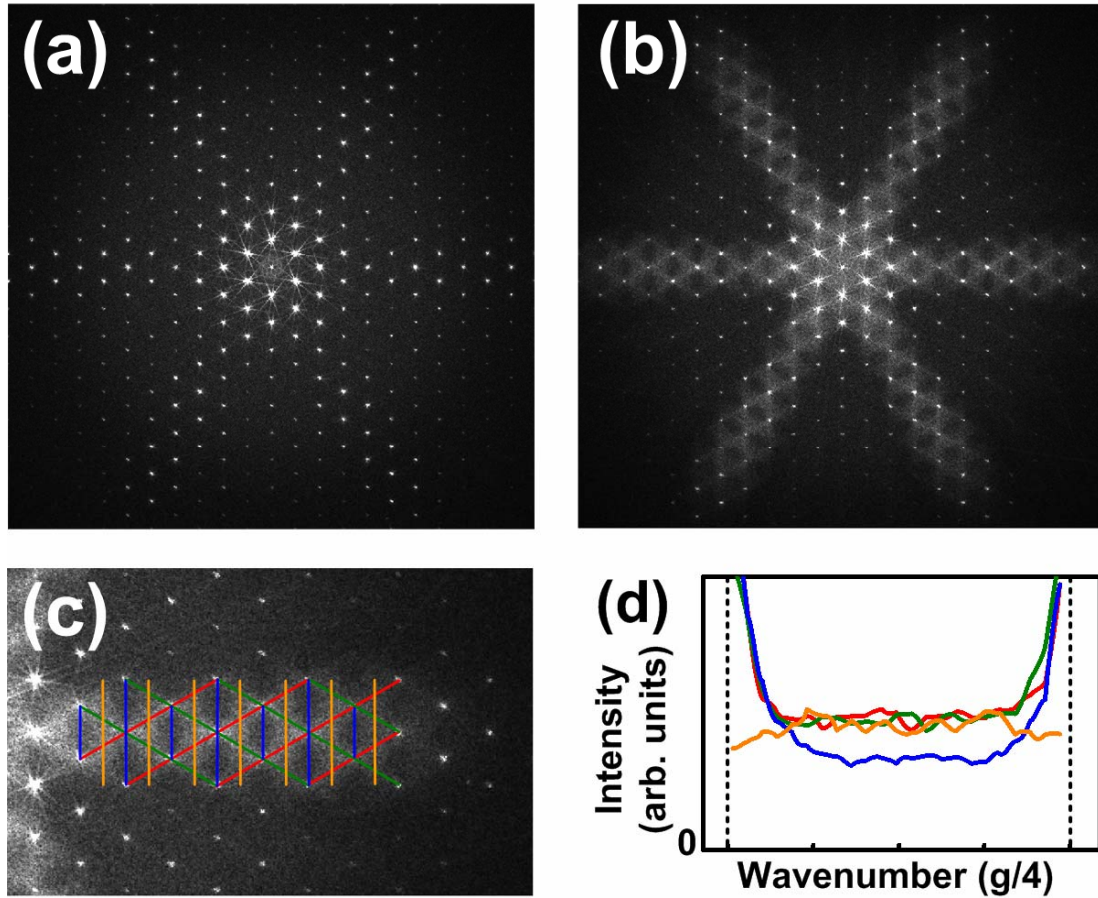 (a)
(b)
(c)
(d)
Intensity
(arb. units)
0
Wavenumber (g/4)